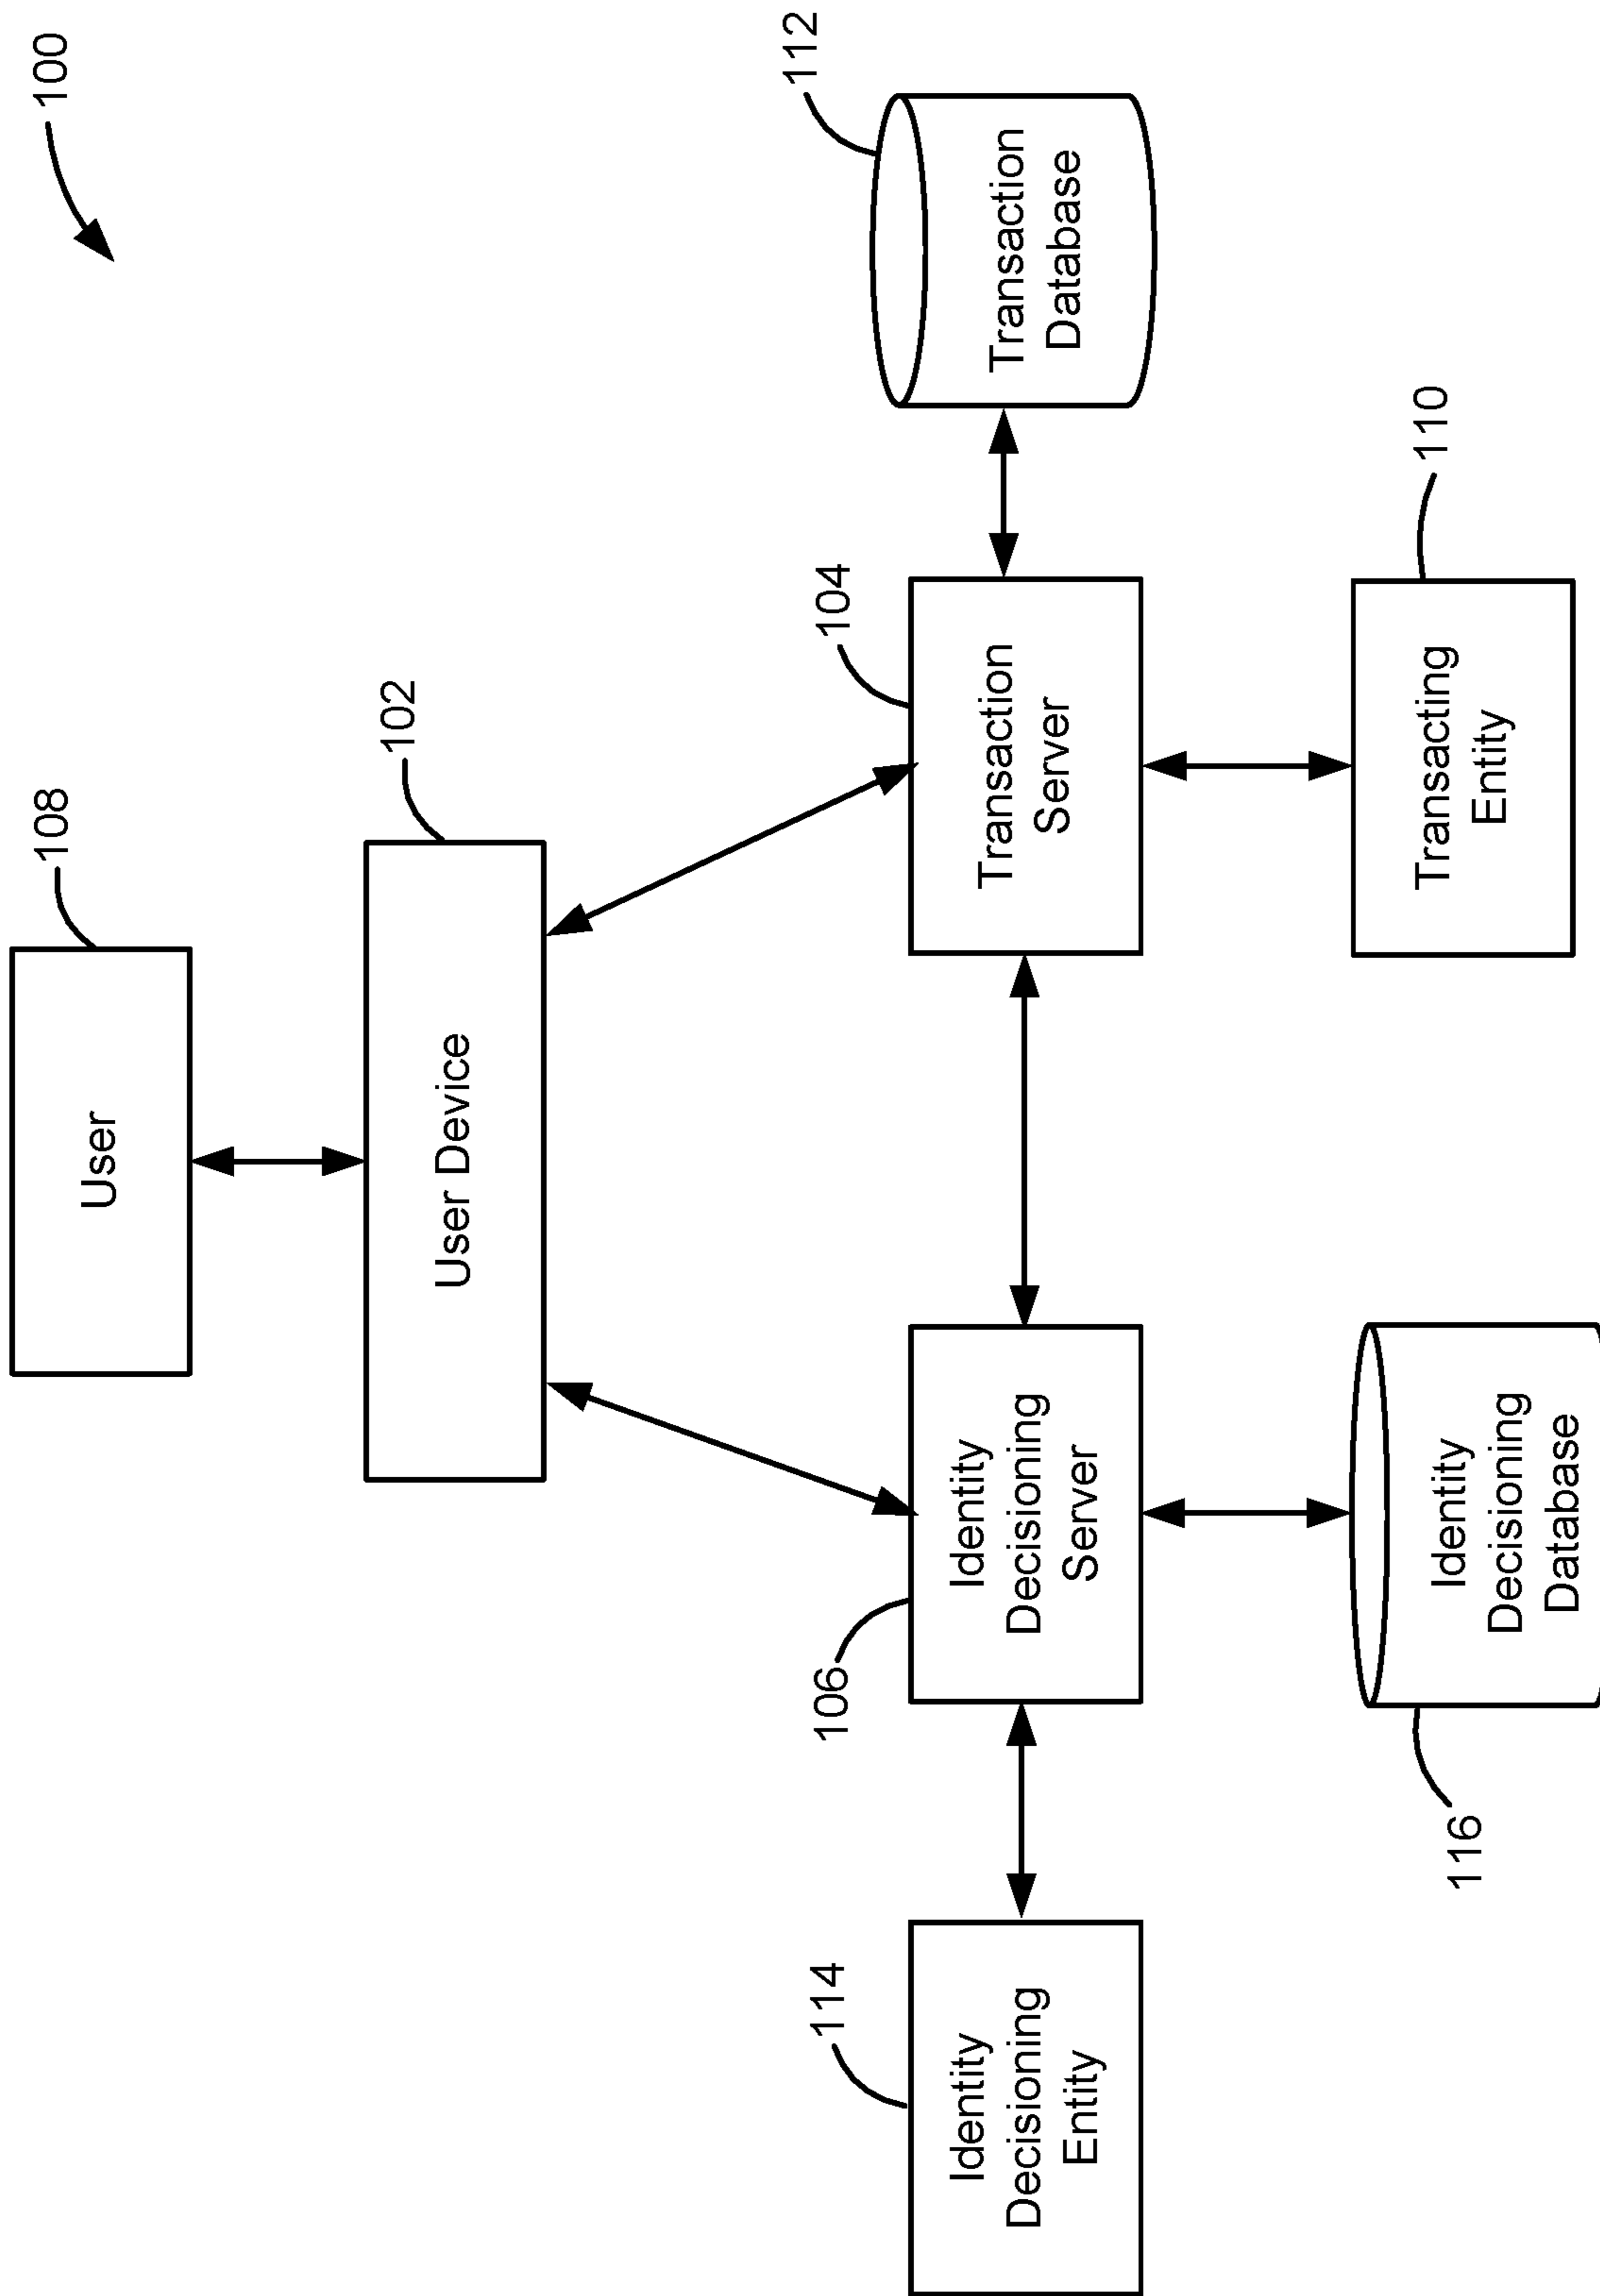 100
User
108
User Device
102
Identity
Decisioning
Entity
114
Identity
Decisioning
Server
106
Transaction
Server
104
Transaction
Database
112
Identity
Decisioning
Database
116
Transacting
Entity
110